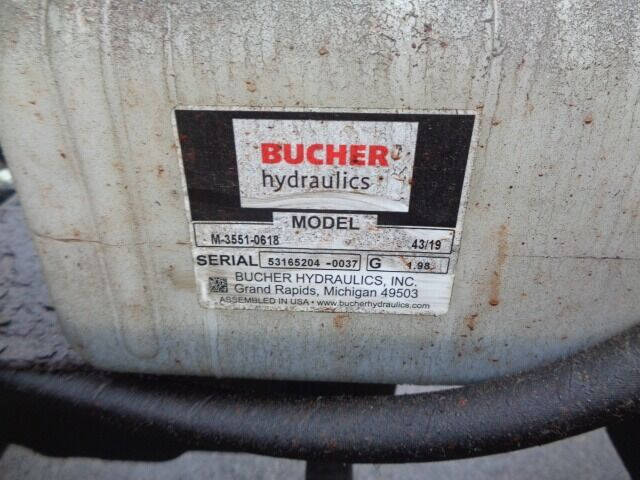 BUCHER
hydraulics
MODEL
M-3551-0618 43/19
SERIAL 53165204 -0037 G 1.98
BUCHER HYDRAULICS, INC.
Grand Rapids, Michigan 49503
ASSEMBLED IN USA • www.bucherhydraulics.com